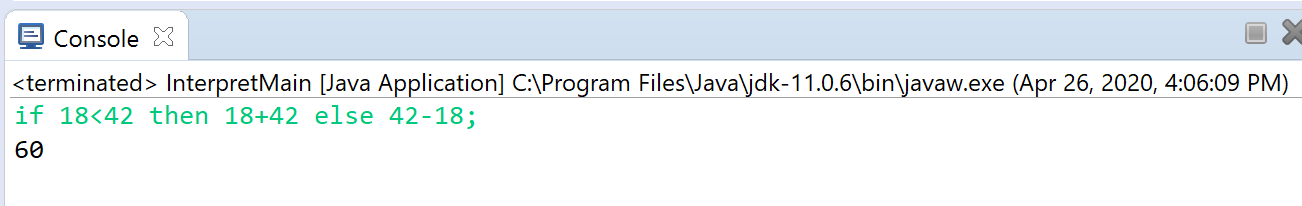 Console
<terminated> InterpretMain [Java Application] C:\Program Files\Java\jdk-11.0.6\bin\javaw.exe (Apr 26, 2020, 4:06:09 PM)
if 18<42 then 18+42 else 42-18;
60